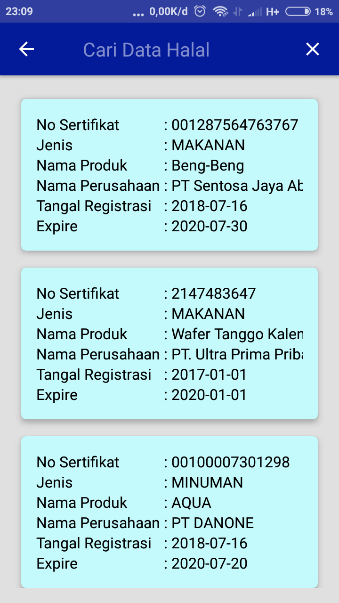 23:09 ... 0,00K/d H+ 18%
Cari Data Halal
No Sertifikat : 001287564763767
Jenis : MAKANAN
Nama Produk : Beng-Beng
Nama Perusahaan : PT Sentosa Jaya Ab
Tangal Registrasi : 2018-07-16
Expire : 2020-07-30
No Sertifikat : 2147483647
Jenis : MAKANAN
Nama Produk : Wafer Tanggo Kalen
Nama Perusahaan : PT. Ultra Prima Priba
Tangal Registrasi : 2017-01-01
Expire : 2020-01-01
No Sertifikat : 00100007301298
Jenis : MINUMAN
Nama Produk : AQUA
Nama Perusahaan : PT DANONE
Tangal Registrasi : 2018-07-16
Expire : 2020-07-20